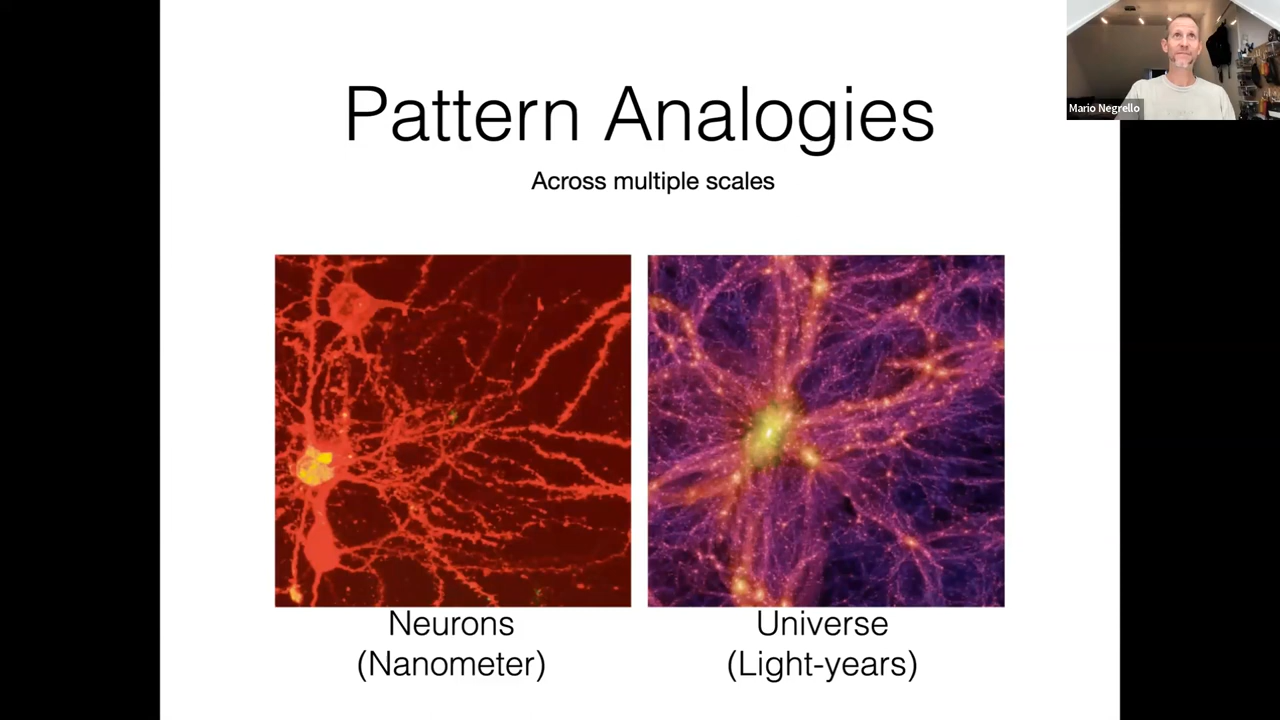 Pattern Analogies
Across multiple scales
Mario Negrello
Neurons
(Nanometer)
Universe
(Light-years)